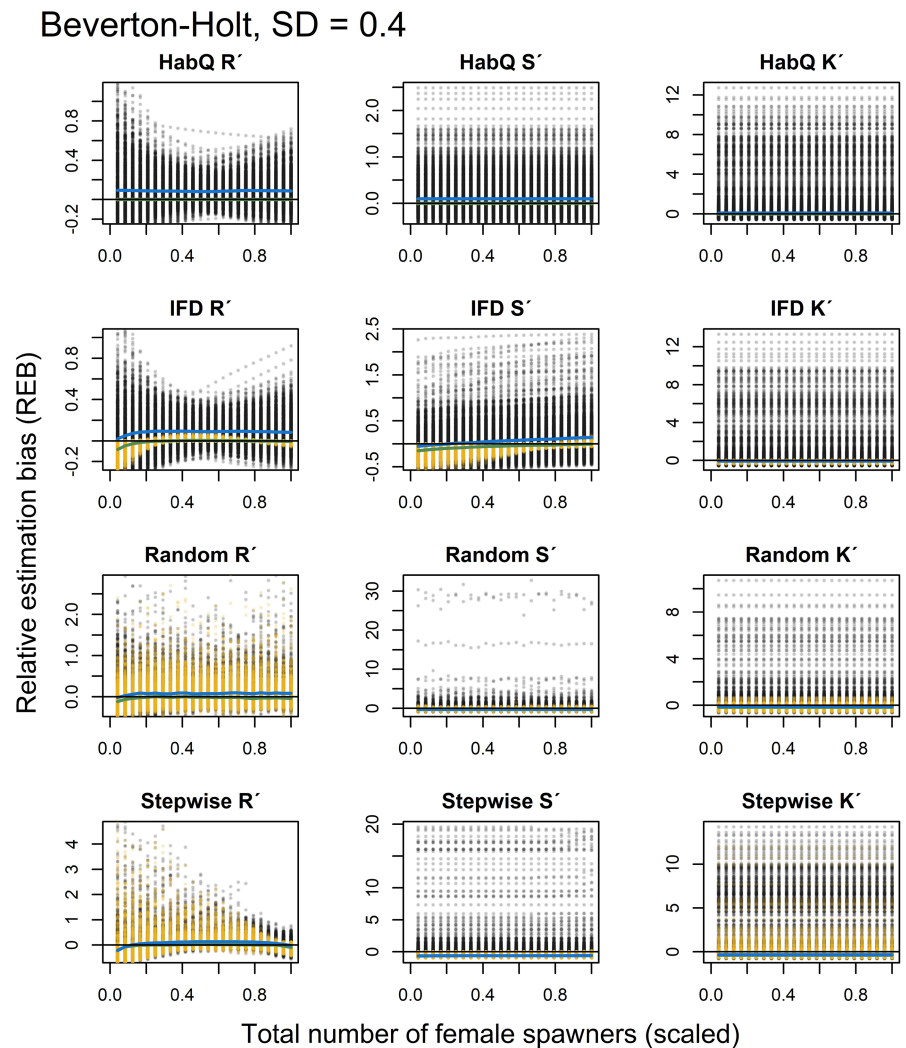 Beverton-Holt, SD = 0.4
HabQ R´ HabQ S´ HabQ K´
-0.2 0.4 0.8
0.0 0.4 0.8
0.0 1.0 2.0
0.0 0.4 0.8
0 4 8 12
0.0 0.4 0.8
IFD R´ IFD S´ IFD K´
-0.2 0.4 0.8
0.0 0.4 0.8
-0.5 0.5 1.5 2.5
0.0 0.4 0.8
0 4 8 12
0.0 0.4 0.8
Relative estimation bias (REB)
Random R´ Random S´ Random K´
0.0 1.0 2.0
0.0 0.4 0.8
0 10 20 30
0.0 0.4 0.8
0 4 8
0.0 0.4 0.8
Stepwise R´ Stepwise S´ Stepwise K´
0 1 2 3 4
0.0 0.4 0.8
0 5 10 20
0.0 0.4 0.8
0 5 10
0.0 0.4 0.8
Total number of female spawners (scaled)